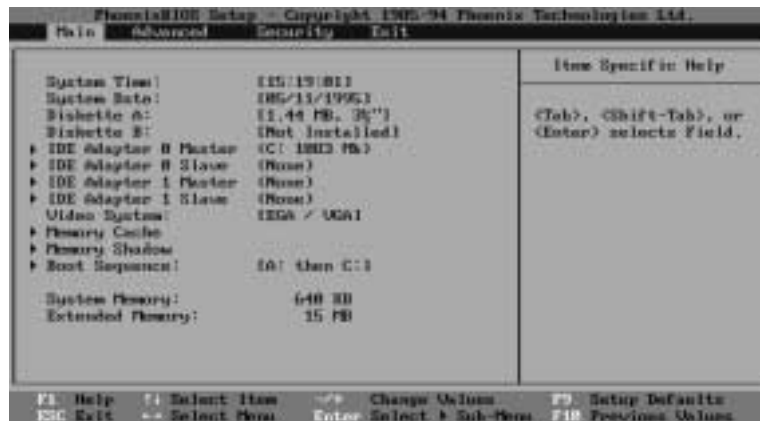 PhoenixBIOS Setup - Copyright 1985-94 Phoenix Technologies Ltd.
Main Advanced Security Exit
Item Specific Help
System Time: [15:19:01]
System Date: [05/11/1995]
Diskette A: [1.44 MB, 3½"]
Diskette B: [Not Installed]
<Tab>, <Shift-Tab>, or
<Enter> selects field.
▶ IDE Adapter 0 Master (C: 1083 Mb)
▶ IDE Adapter 0 Slave (None)
▶ IDE Adapter 1 Master (None)
▶ IDE Adapter 1 Slave (None)
Video System: [EGA / VGA]
▶ Memory Cache
▶ Memory Shadow
▶ Boot Sequence: [A: then C:]
System Memory: 640 KB
Extended Memory: 15 MB
F1 Help ↑↓ Select Item -/+ Change Values F9 Setup Defaults
ESC Exit ←→ Select Menu Enter Select ▶ Sub-Menu F10 Previous Values